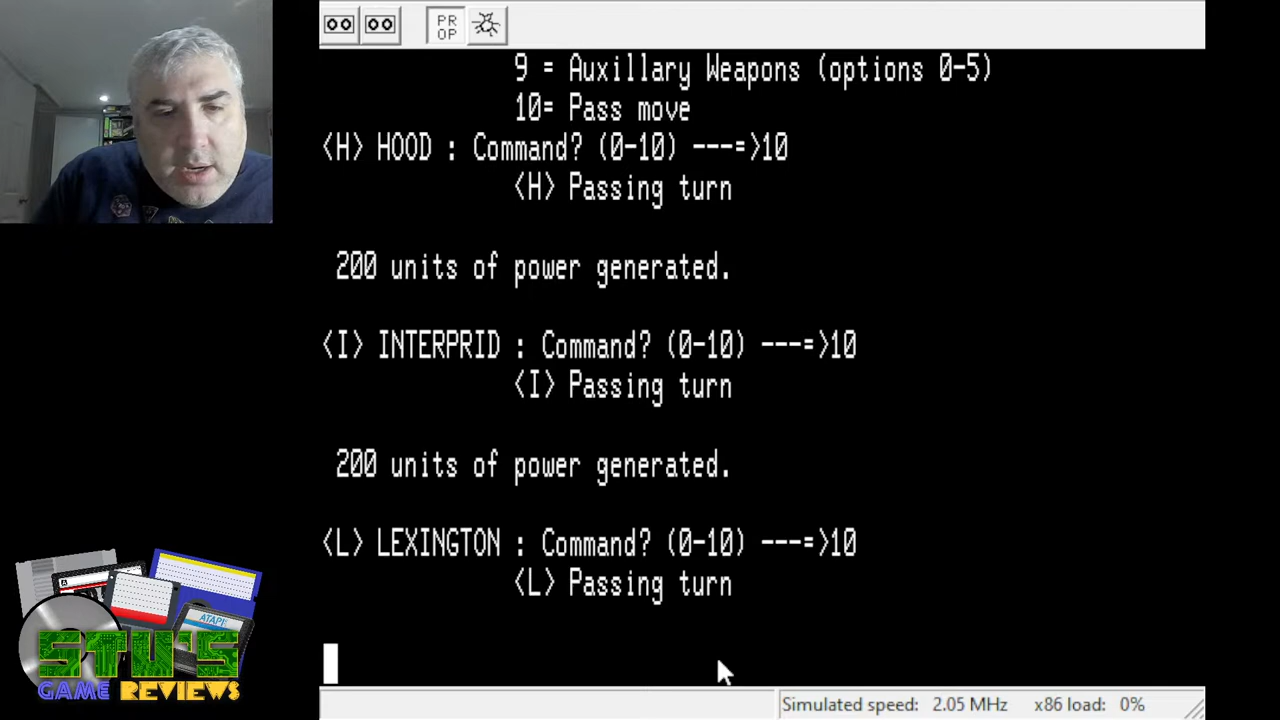 PR
OP
9 = Auxillary Weapons (options 0-5)
10= Pass move
<H> HOOD : Command? (0-10) ---=>10
<H> Passing turn
200 units of power generated.
<I> INTERPRID : Command? (0-10) ---=>10
<I> Passing turn
200 units of power generated.
<L> LEXINGTON : Command? (0-10) ---=>10
<L> Passing turn
ATARI
STU'S
GAME REVIEWS
Simulated speed: 2.05 MHz x86 load: 0%